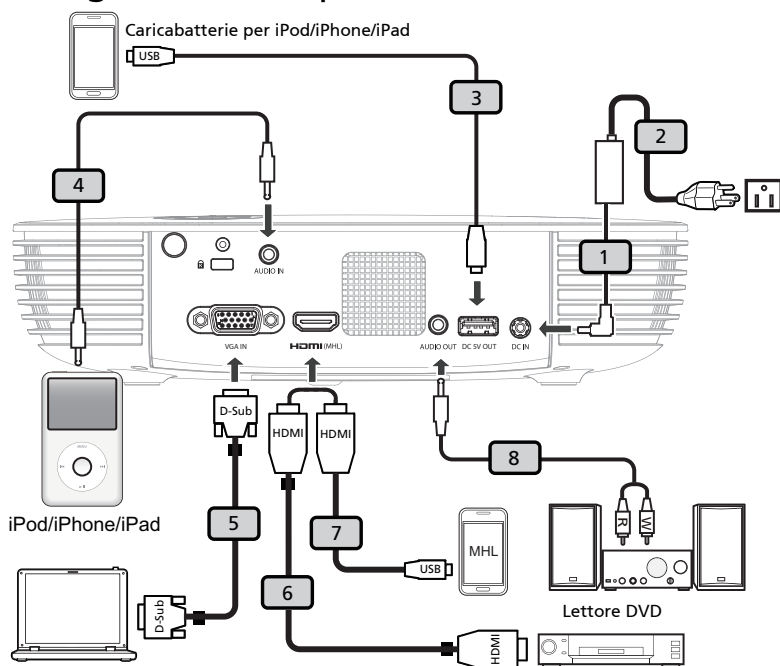 Caricabatterie per iPod/iPhone/iPad
USB
3
2
4
1
AUDIO IN
VGA IN
HDMI (MHL)
AUDIO OUT
DC 5V OUT
DC IN
D-Sub
HDMI
HDMI
8
R
W
MENU
iPod/iPhone/iPad
5
7
MHL
USB
6
Lettore DVD
D-Sub
HDMI